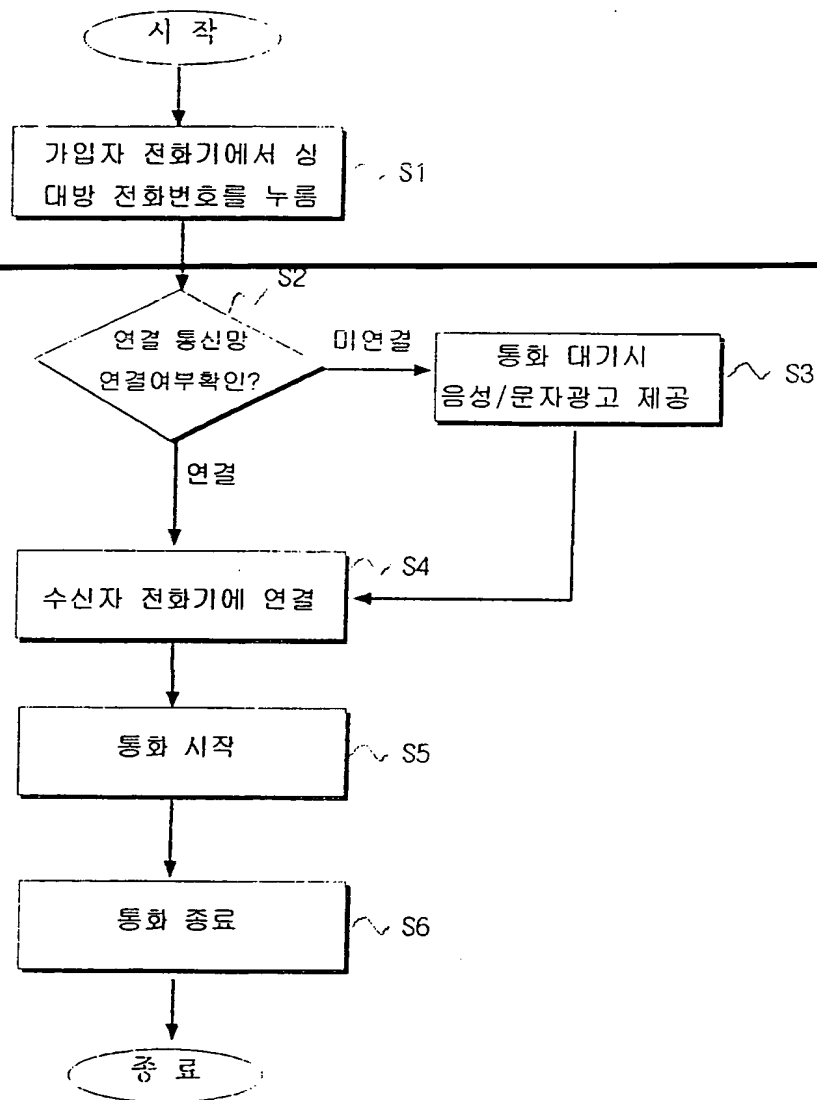 시 작
가입자 전화기에서 상
대방 전화번호를 누름
S1
S2
연결 통신망
연결여부확인?
미연결
통화 대기시
음성/문자광고 제공
S3
연결
S4
수신자 전화기에 연결
통화 시작
S5
통화 종료
S6
종 료